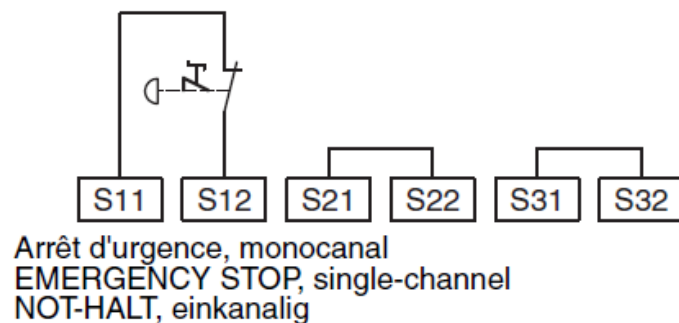 S11 S12 S21 S22 S31 S32
Arrêt d'urgence, monocanal
EMERGENCY STOP, single-channel
NOT-HALT, einkanalig